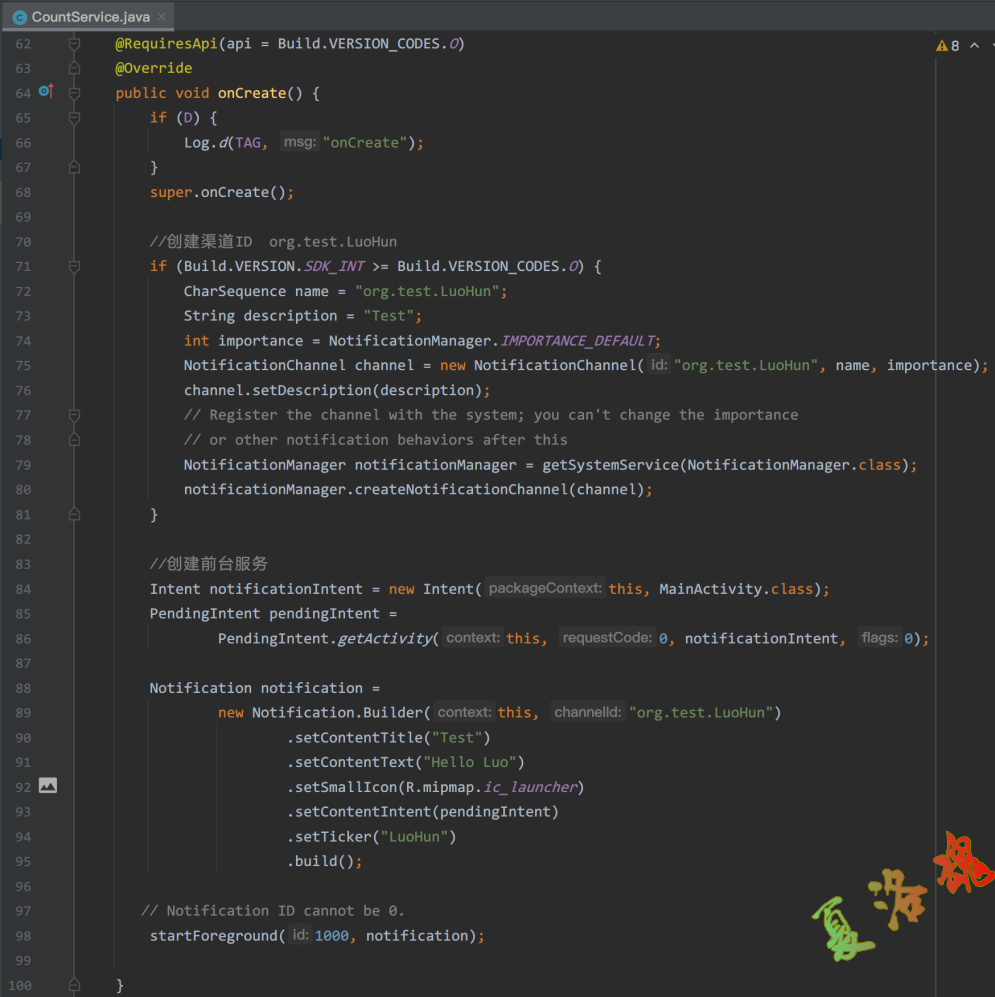 CountService.java
8
62 @RequiresApi(api = Build.VERSION_CODES.O)
63 @Override
64 public void onCreate() {
65 if (D) {
66 Log.d(TAG, msg: "onCreate");
67 }
68 super.onCreate();
69
70 //创建渠道ID  org.test.LuoHun
71 if (Build.VERSION.SDK_INT >= Build.VERSION_CODES.O) {
72 CharSequence name = "org.test.LuoHun";
73 String description = "Test";
74 int importance = NotificationManager.IMPORTANCE_DEFAULT;
75 NotificationChannel channel = new NotificationChannel( id: "org.test.LuoHun", name, importance);
76 channel.setDescription(description);
77 // Register the channel with the system; you can't change the importance
78 // or other notification behaviors after this
79 NotificationManager notificationManager = getSystemService(NotificationManager.class);
80 notificationManager.createNotificationChannel(channel);
81 }
82
83 //创建前台服务
84 Intent notificationIntent = new Intent( packageContext: this, MainActivity.class);
85 PendingIntent pendingIntent =
86 PendingIntent.getActivity( context: this, requestCode: 0, notificationIntent, flags: 0);
87
88 Notification notification =
89 new Notification.Builder( context: this, channelId: "org.test.LuoHun")
90 .setContentTitle("Test")
91 .setContentText("Hello Luo")
92 .setSmallIcon(R.mipmap.ic_launcher)
93 .setContentIntent(pendingIntent)
94 .setTicker("LuoHun")
95 .build();
96
97 // Notification ID cannot be 0.
98 startForeground( id: 1000, notification);
99
100 }
夏洛魂